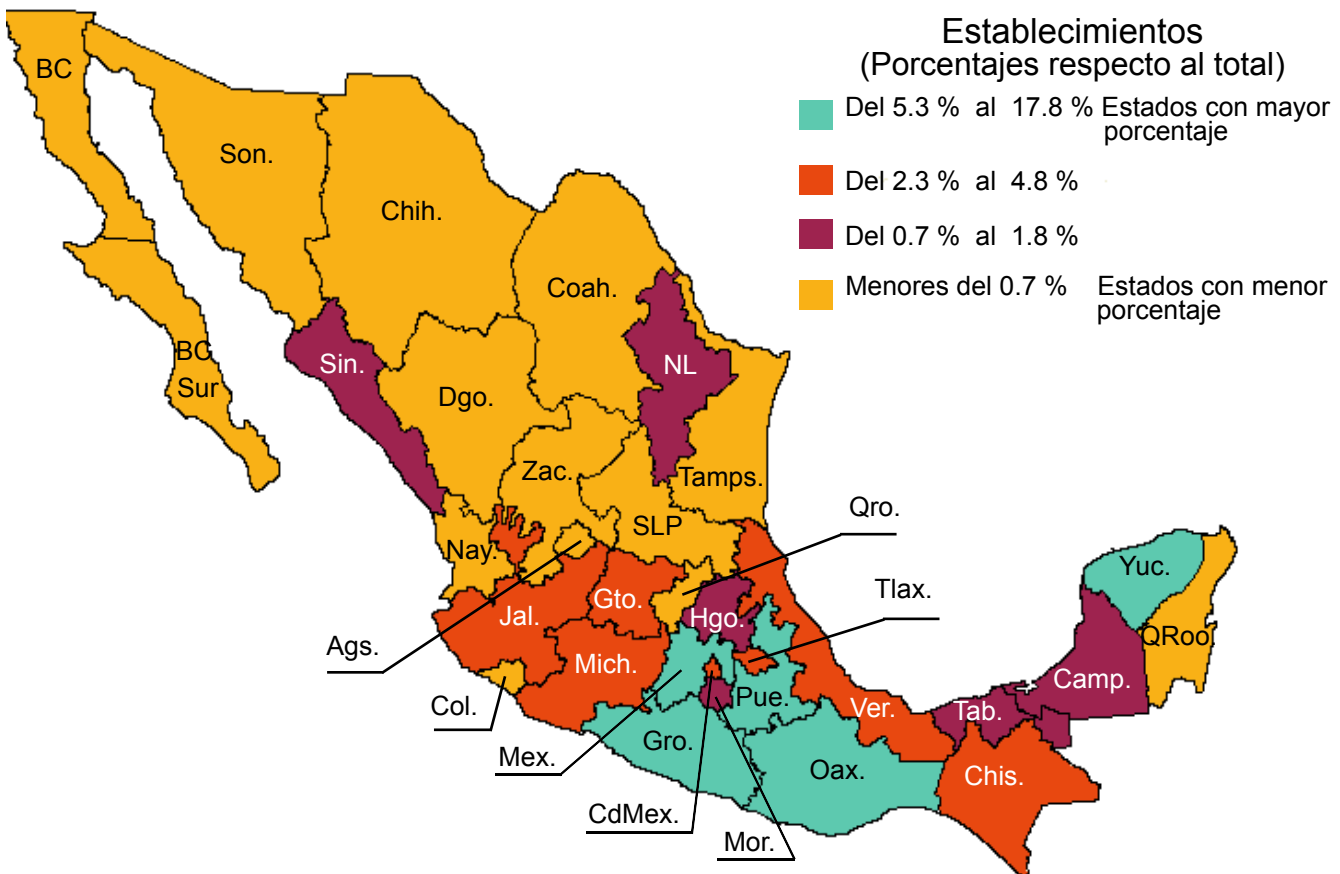 Establecimientos
(Porcentajes respecto al total)
Del 5.3 % al 17.8 % Estados con mayor
porcentaje
Del 2.3 % al 4.8 %
Del 0.7 % al 1.8 %
Menores del 0.7 % Estados con menor
porcentaje
BC
Son.
Chih.
Coah.
BC
Sur
Sin.
NL
Dgo.
Zac.
Tamps.
SLP
Qro.
Nay.
Yuc.
Tlax.
Jal.
Gto.
Hgo.
QRoo
Ags.
Mich.
Camp.
Col.
Pue.
Ver.
Tab.
Mex.
Gro.
Oax.
Chis.
CdMex.
Mor.